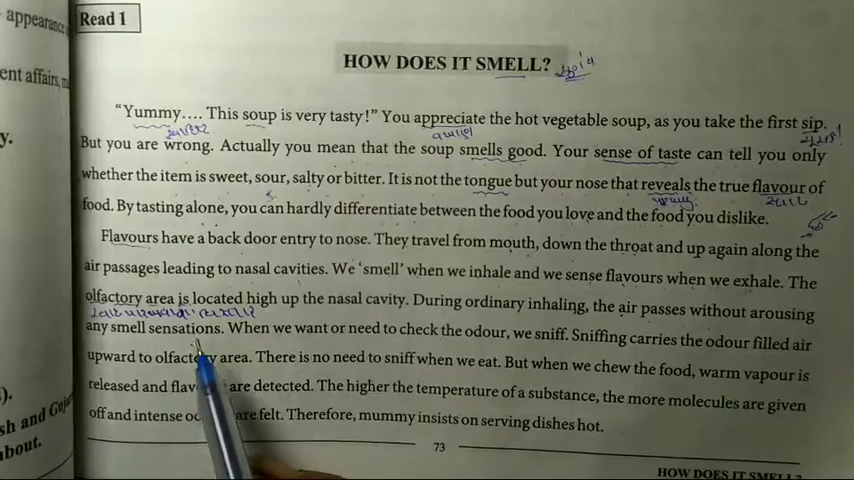 appearance
Read 1
ent affairs,
HOW DOES IT SMELL?
"Yummy.... This soup is very tasty!" You appreciate the hot vegetable soup, as you take the first sip.
But you are wrong. Actually you mean that the soup smells good. Your sense of taste can tell you only
whether the item is sweet, sour, salty or bitter. It is not the tongue but your nose that reveals the true flavour of
food. By tasting alone, you can hardly differentiate between the food you love and the food you dislike.
Flavours have a back door entry to nose. They travel from mouth, down the throat and up again along the
air passages leading to nasal cavities. We 'smell' when we inhale and we sense flavours when we exhale. The
olfactory area is located high up the nasal cavity. During ordinary inhaling, the air passes without arousing
any smell sensations. When we want or need to check the odour, we sniff. Sniffing carries the odour filled air
upward to olfactory area. There is no need to sniff when we eat. But when we chew the food, warm vapour is
released and flav are detected. The higher the temperature of a substance, the more molecules are given
off and intense are felt. Therefore, mummy insists on serving dishes hot.
sh and Guj
about.
73
HOW DOES IT SMELL?